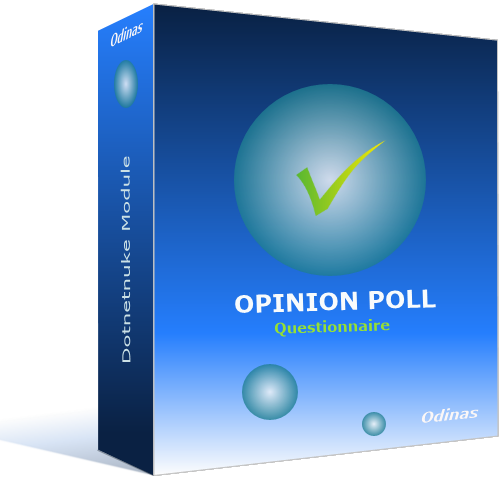 Odinas
Dotnetnuke Module
OPINION POLL
Questionnaire
Odinas